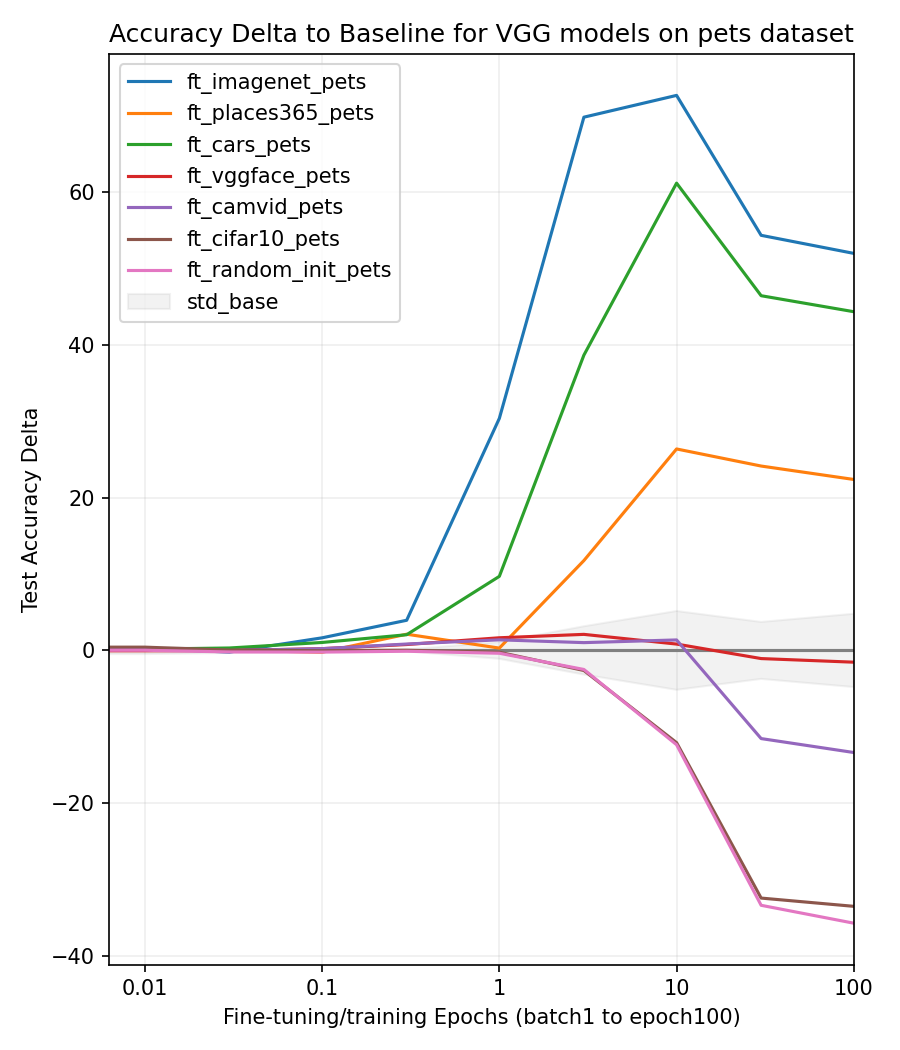 Accuracy Delta to Baseline for VGG models on pets dataset
ft_imagenet_pets
ft_places365_pets
ft_cars_pets
ft_vggface_pets
ft_camvid_pets
ft_cifar10_pets
ft_random_init_pets
std_base
Test Accuracy Delta
60
40
20
0
−20
−40
0.01 0.1 1 10 100
Fine-tuning/training Epochs (batch1 to epoch100)